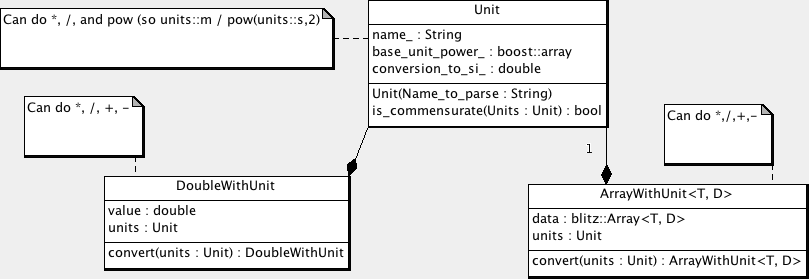 Can do *, /, and pow (so units::m / pow(units::s,2)
Unit
name_ : String
base_unit_power_ : boost::array
conversion_to_si_ : double
Unit(Name_to_parse : String)
is_commensurate(Units : Unit) : bool
Can do *, /, +, -
Can do *,/,+,-
1
DoubleWithUnit
value : double
units : Unit
convert(units : Unit) : DoubleWithUnit
ArrayWithUnit<T, D>
data : blitz::Array<T, D>
units : Unit
convert(units : Unit) : ArrayWithUnit<T, D>